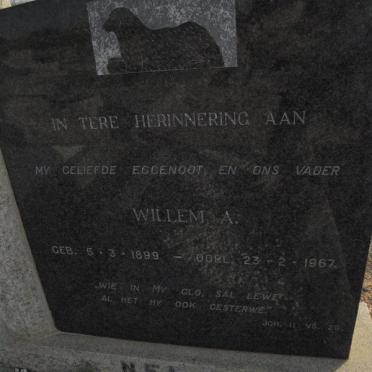 IN TERE HERINNERING AAN
MY GELIEFDE EGGENOOT, EN ONS VADER
WILLEM A.
GEB. 5 · 3 · 1899 — OORL. 23 · 2 · 1967.
„WIE IN MY GLO, SAL LEWE,
AL HET HY OOK GESTERWE"
JOH. 11 VS. 25.